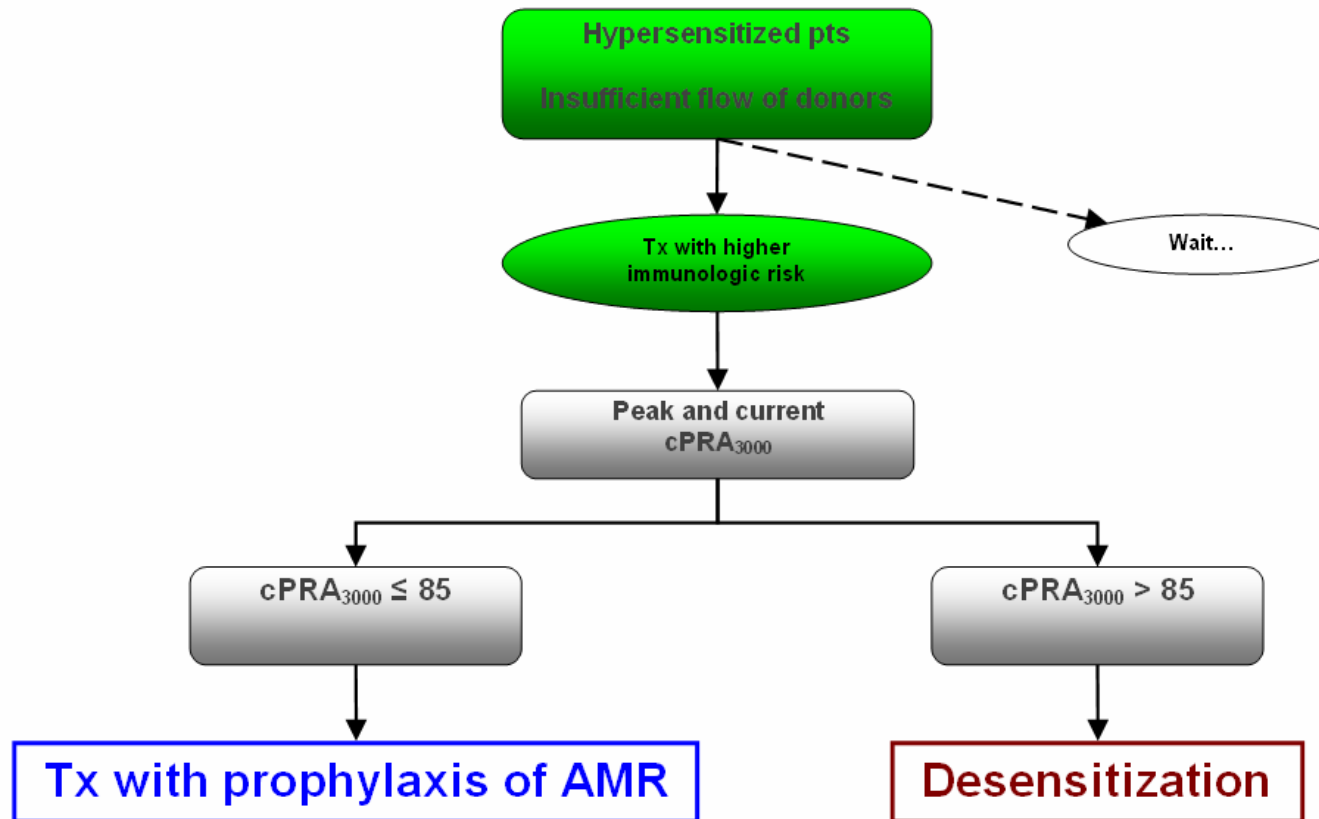 Hypersensitized pts
Insufficient flow of donors
Tx with higher
immunologic risk
Wait...
Peak and current
cPRA₃₀₀₀
cPRA₃₀₀₀ ≤ 85
cPRA₃₀₀₀ > 85
Tx with prophylaxis of AMR
Desensitization